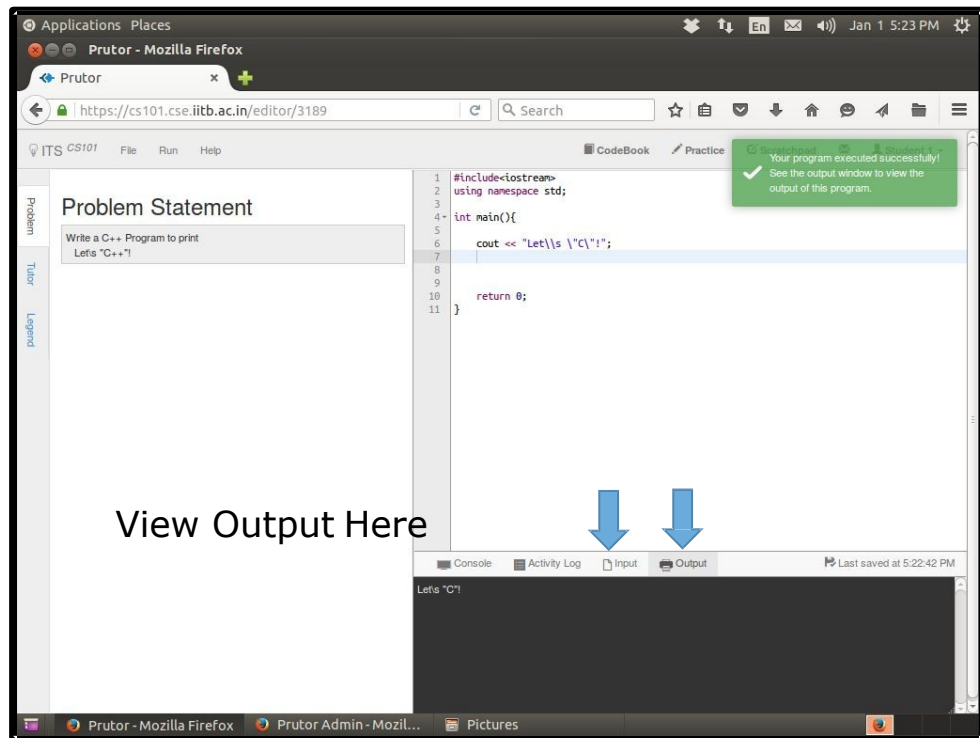 Applications Places
En
Jan 1 5:23 PM
Prutor - Mozilla Firefox
Prutor
https://cs101.cse.iitb.ac.in/editor/3189
Search
ITS CS101 File Run Help
CodeBook Practice Scratchpad Student 1
Your program executed successfully!
See the output window to view the
output of this program.
Problem
Tutor
Legend
Problem Statement
Write a C++ Program to print
Let\s "C++"!
1 #include<iostream>
2 using namespace std;
3
4 int main(){
5
6 cout << "Let\\s \"C\"!";
7
8
9
10 return 0;
11 }
View Output Here
Console Activity Log Input Output Last saved at 5:22:42 PM
Let\s "C"!
Prutor - Mozilla Firefox Prutor Admin - Mozil... Pictures